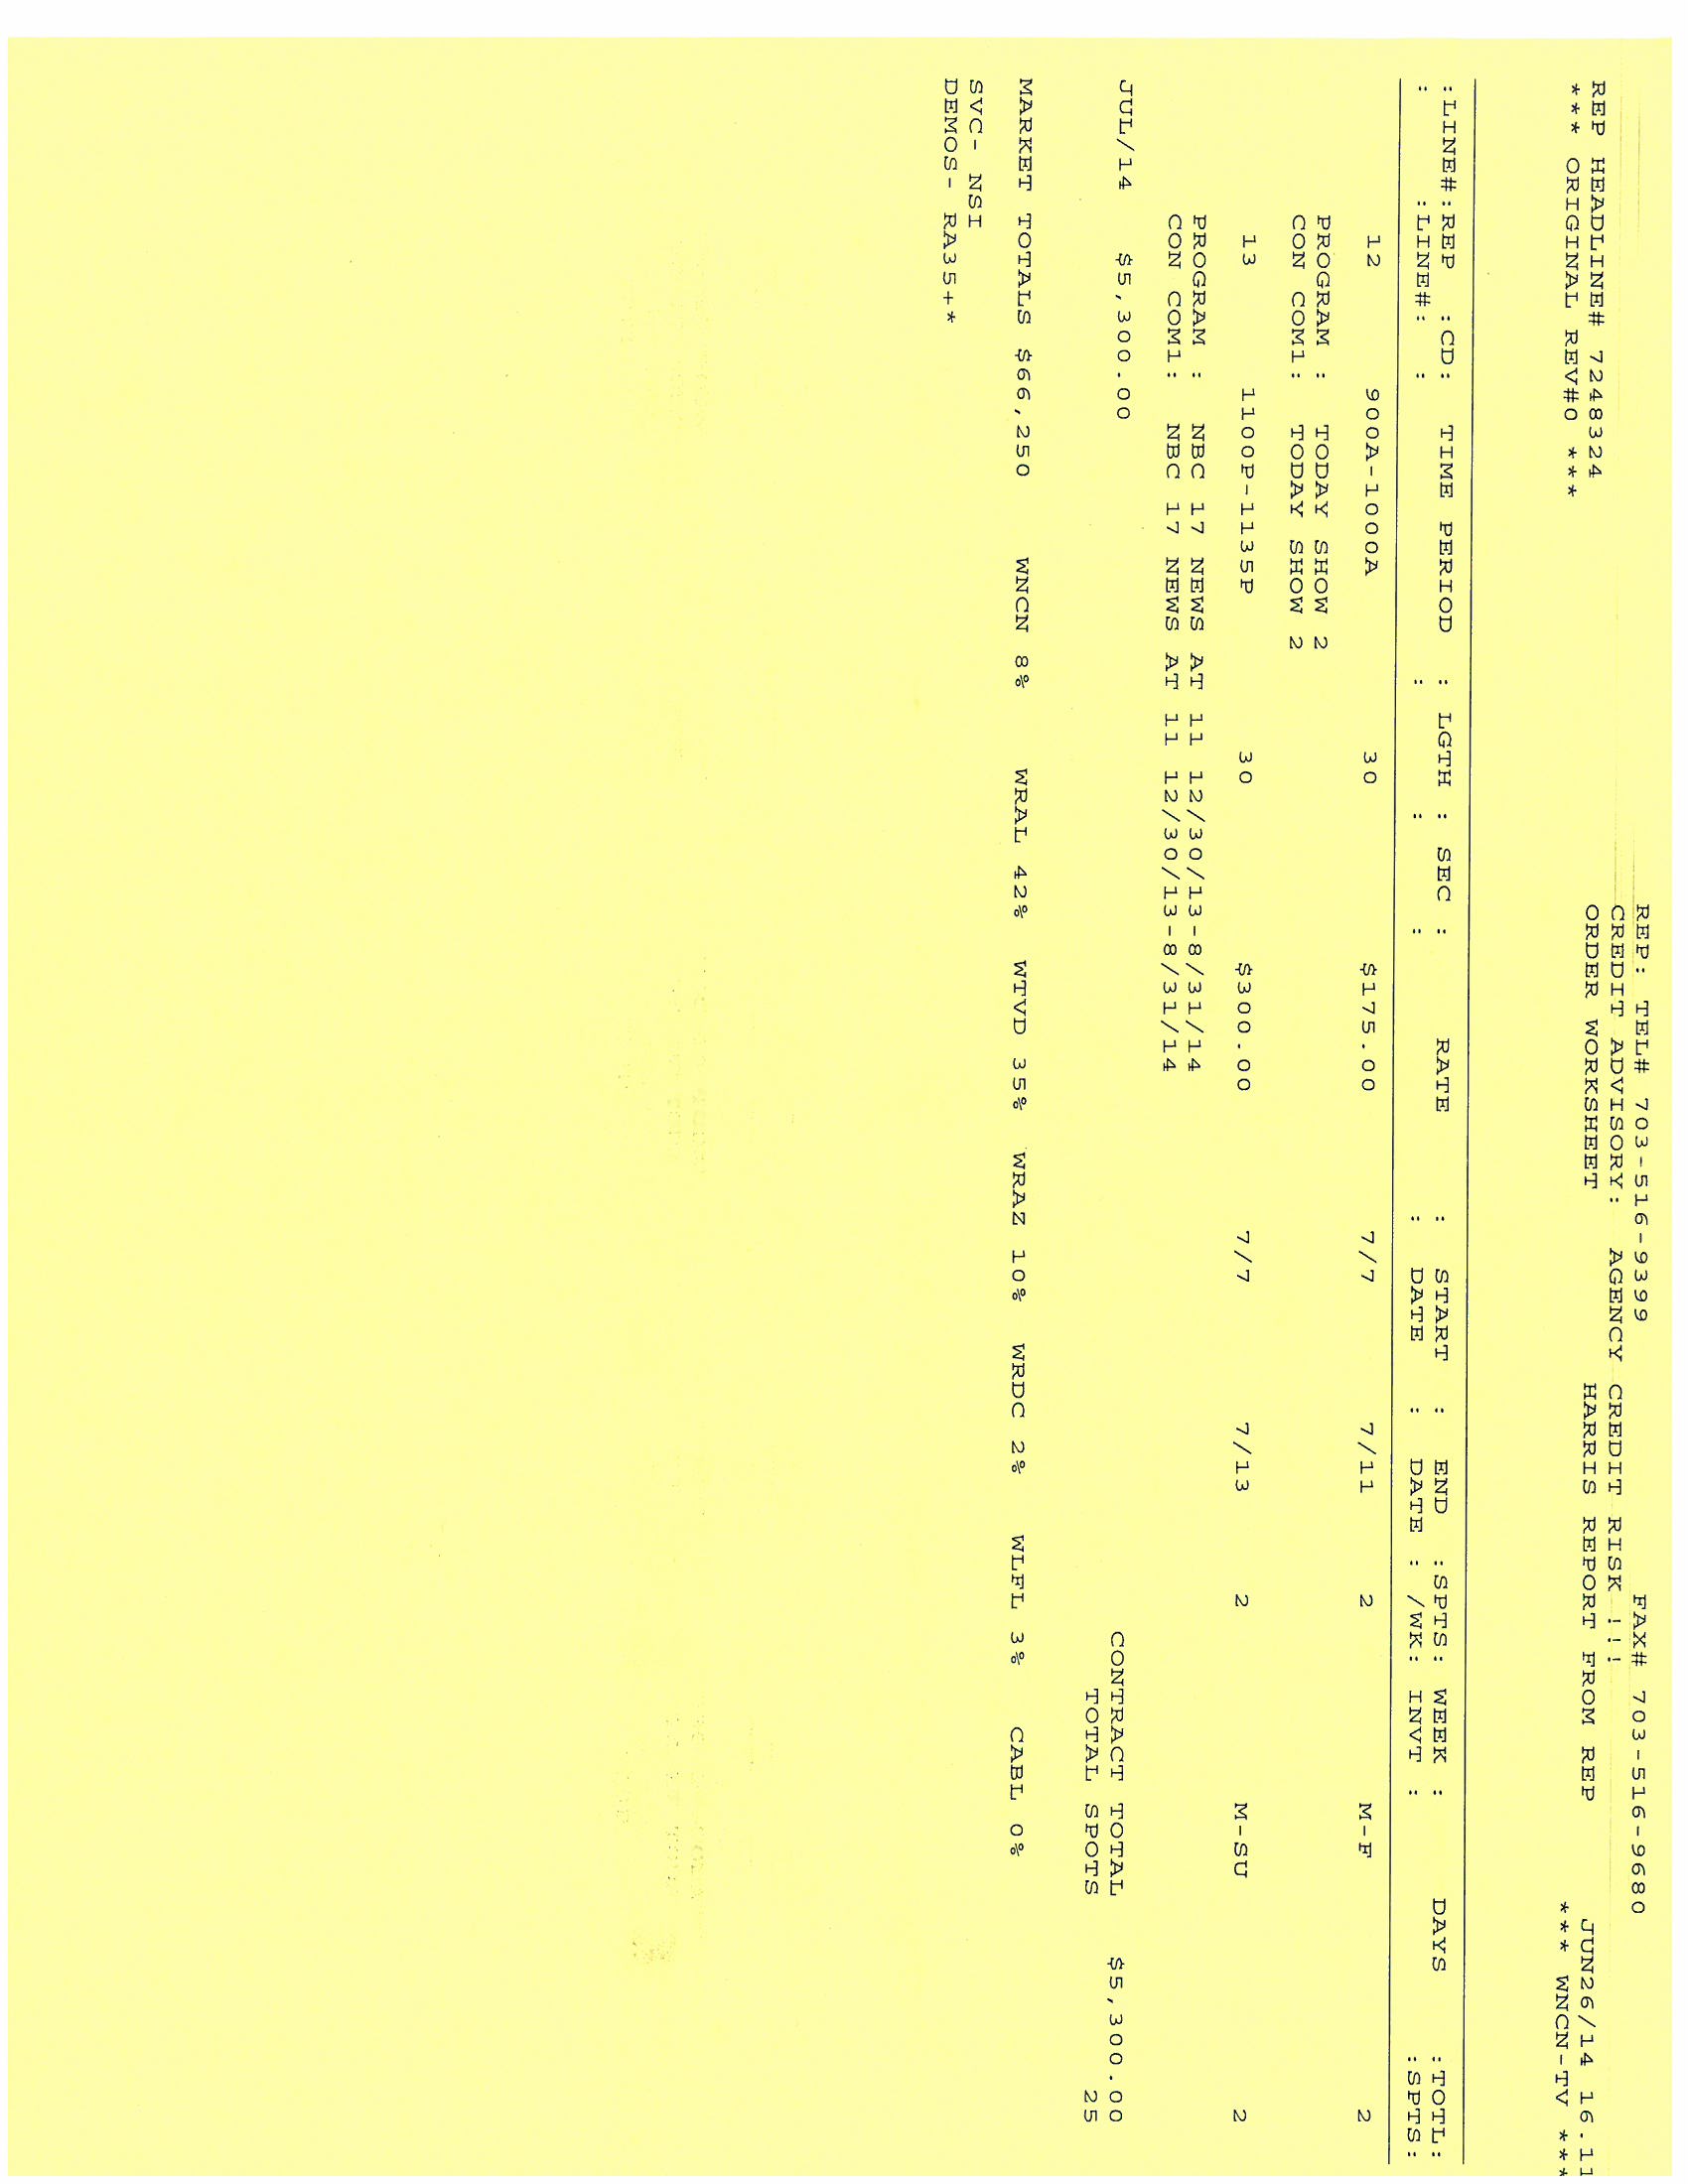 REP: TEL# 703-516-9399 FAX# 703-516-9680
CREDIT ADVISORY: AGENCY CREDIT RISK !!!
REP HEADLINE# 7248324 ORDER WORKSHEET HARRIS REPORT FROM REP JUN26/14 16.11
*** ORIGINAL REV#0 *** *** WNCN-TV ***
:LINE#:REP :CD: TIME PERIOD : LGTH : SEC : RATE : START : END :SPTS: WEEK : DAYS :TOTL:
: :LINE#: : : : : : DATE : DATE : /WK: INVT : :SPTS:
12 900A-1000A 30 $175.00 7/7 7/11 2 M-F 2
PROGRAM : TODAY SHOW 2
CON COM1: TODAY SHOW 2
13 1100P-1135P 30 $300.00 7/7 7/13 2 M-SU 2
PROGRAM : NBC 17 NEWS AT 11 12/30/13-8/31/14
CON COM1: NBC 17 NEWS AT 11 12/30/13-8/31/14
JUL/14 $5,300.00 CONTRACT TOTAL $5,300.00
TOTAL SPOTS 25
MARKET TOTALS $66,250 WNCN 8% WRAL 42% WTVD 35% WRAZ 10% WRDC 2% WLFL 3% CABL 0%
SVC- NSI
DEMOS- RA35+*